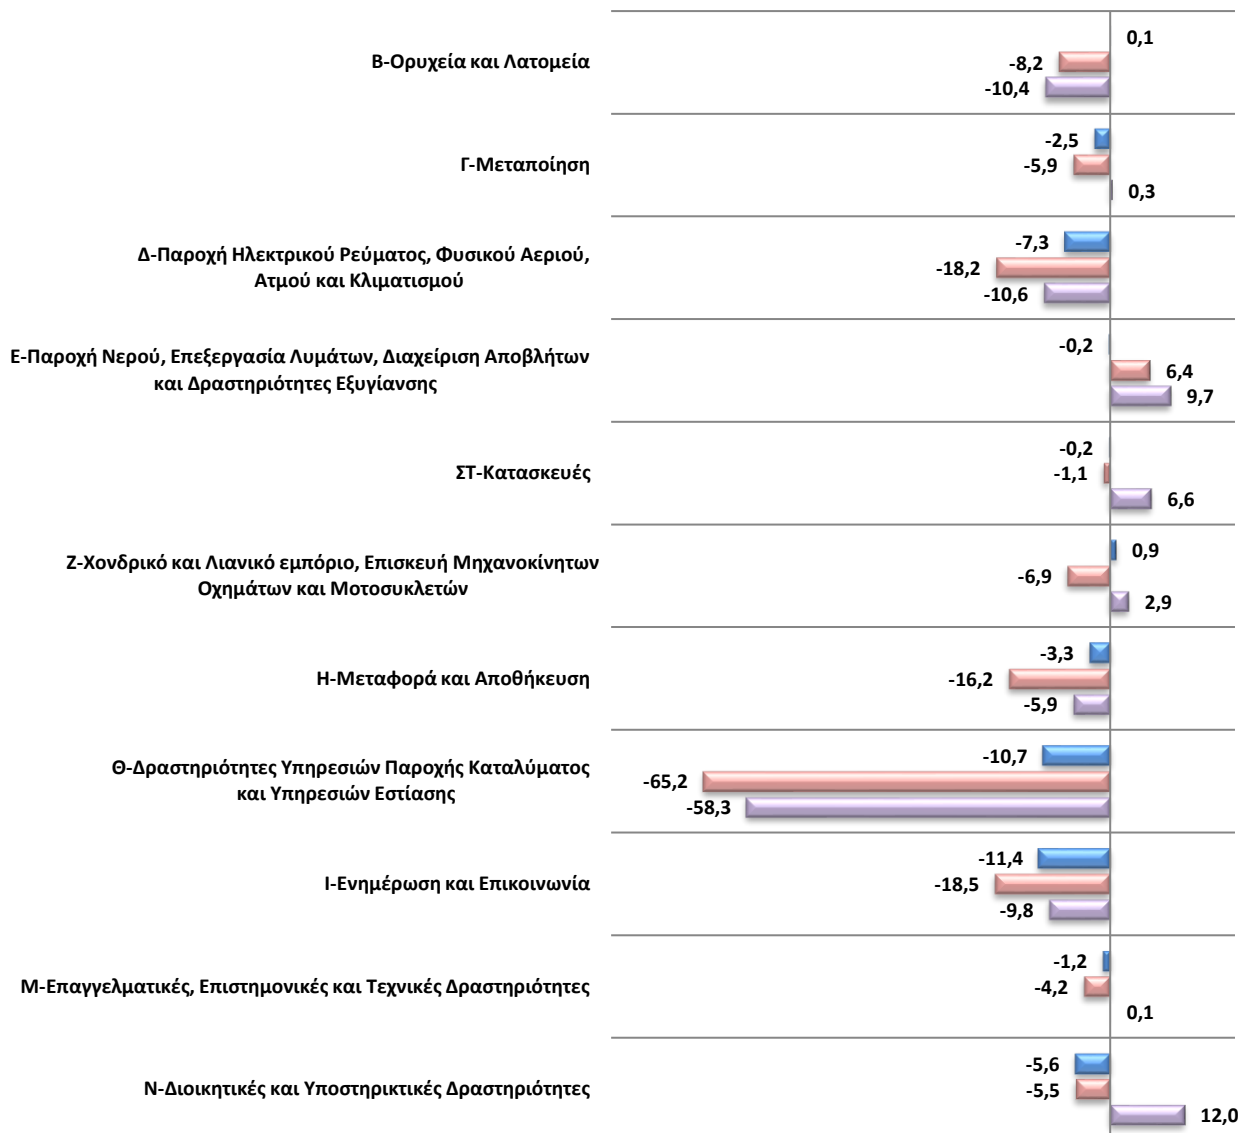 Β-Ορυχεία και Λατομεία
0,1
-8,2
-10,4
Γ-Μεταποίηση
-2,5
-5,9
0,3
Δ-Παροχή Ηλεκτρικού Ρεύματος, Φυσικού Αεριού,
Ατμού και Κλιματισμού
-7,3
-18,2
-10,6
Ε-Παροχή Νερού, Επεξεργασία Λυμάτων, Διαχείριση Αποβλήτων
και Δραστηριότητες Εξυγίανσης
-0,2
6,4
9,7
ΣΤ-Κατασκευές
-0,2
-1,1
6,6
Ζ-Χονδρικό και Λιανικό εμπόριο, Επισκευή Μηχανοκίνητων
Οχημάτων και Μοτοσυκλετών
0,9
-6,9
2,9
Η-Μεταφορά και Αποθήκευση
-3,3
-16,2
-5,9
Θ-Δραστηριότητες Υπηρεσιών Παροχής Καταλύματος
και Υπηρεσιών Εστίασης
-10,7
-65,2
-58,3
Ι-Ενημέρωση και Επικοινωνία
-11,4
-18,5
-9,8
Μ-Επαγγελματικές, Επιστημονικές και Τεχνικές Δραστηριότητες
-1,2
-4,2
0,1
Ν-Διοικητικές και Υποστηρικτικές Δραστηριότητες
-5,6
-5,5
12,0